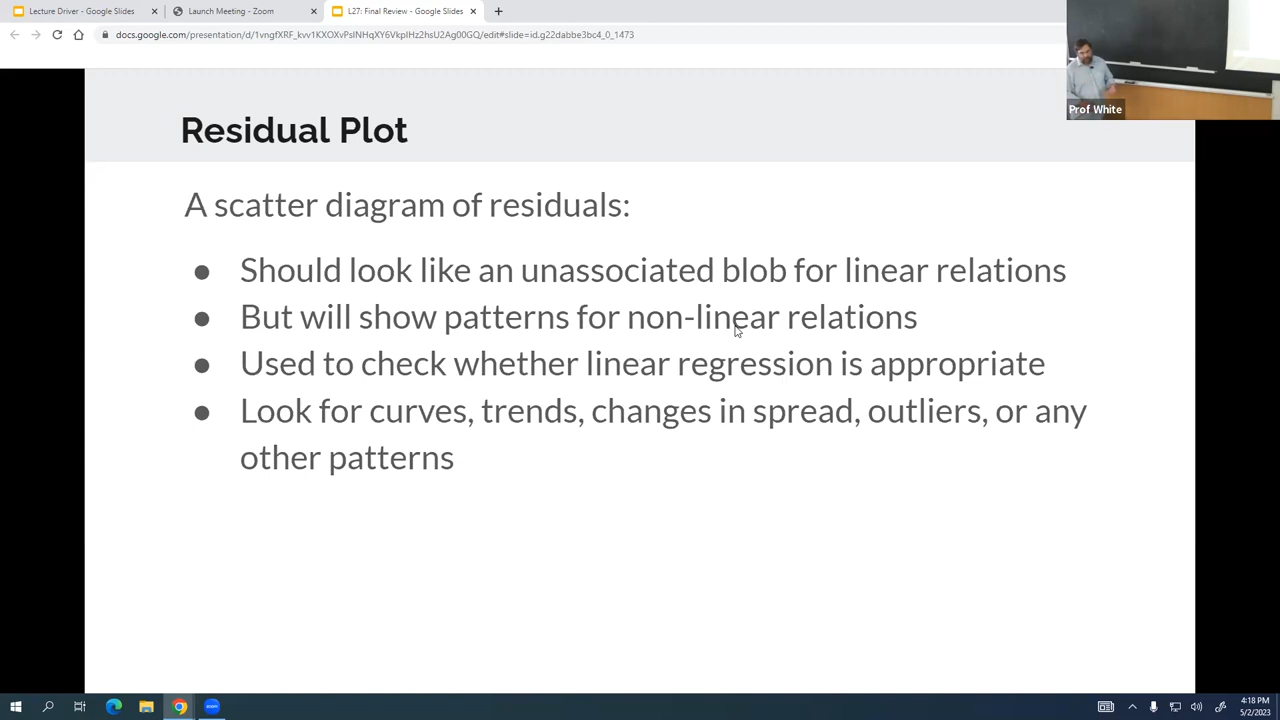 Lecture Driver - Google Slides
Launch Meeting - Zoom
L27: Final Review - Google Slides
docs.google.com/presentation/d/1vngfXRF_kvv1KXOXvPslNHqXY6VkpIHz2hsU2Ag00GQ/edit#slide=id.g22dabbe3bc4_0_1473
Prof White
Residual Plot
A scatter diagram of residuals:
● Should look like an unassociated blob for linear relations
● But will show patterns for non-linear relations
● Used to check whether linear regression is appropriate
● Look for curves, trends, changes in spread, outliers, or any
other patterns
zoom
4:18 PM
5/2/2023